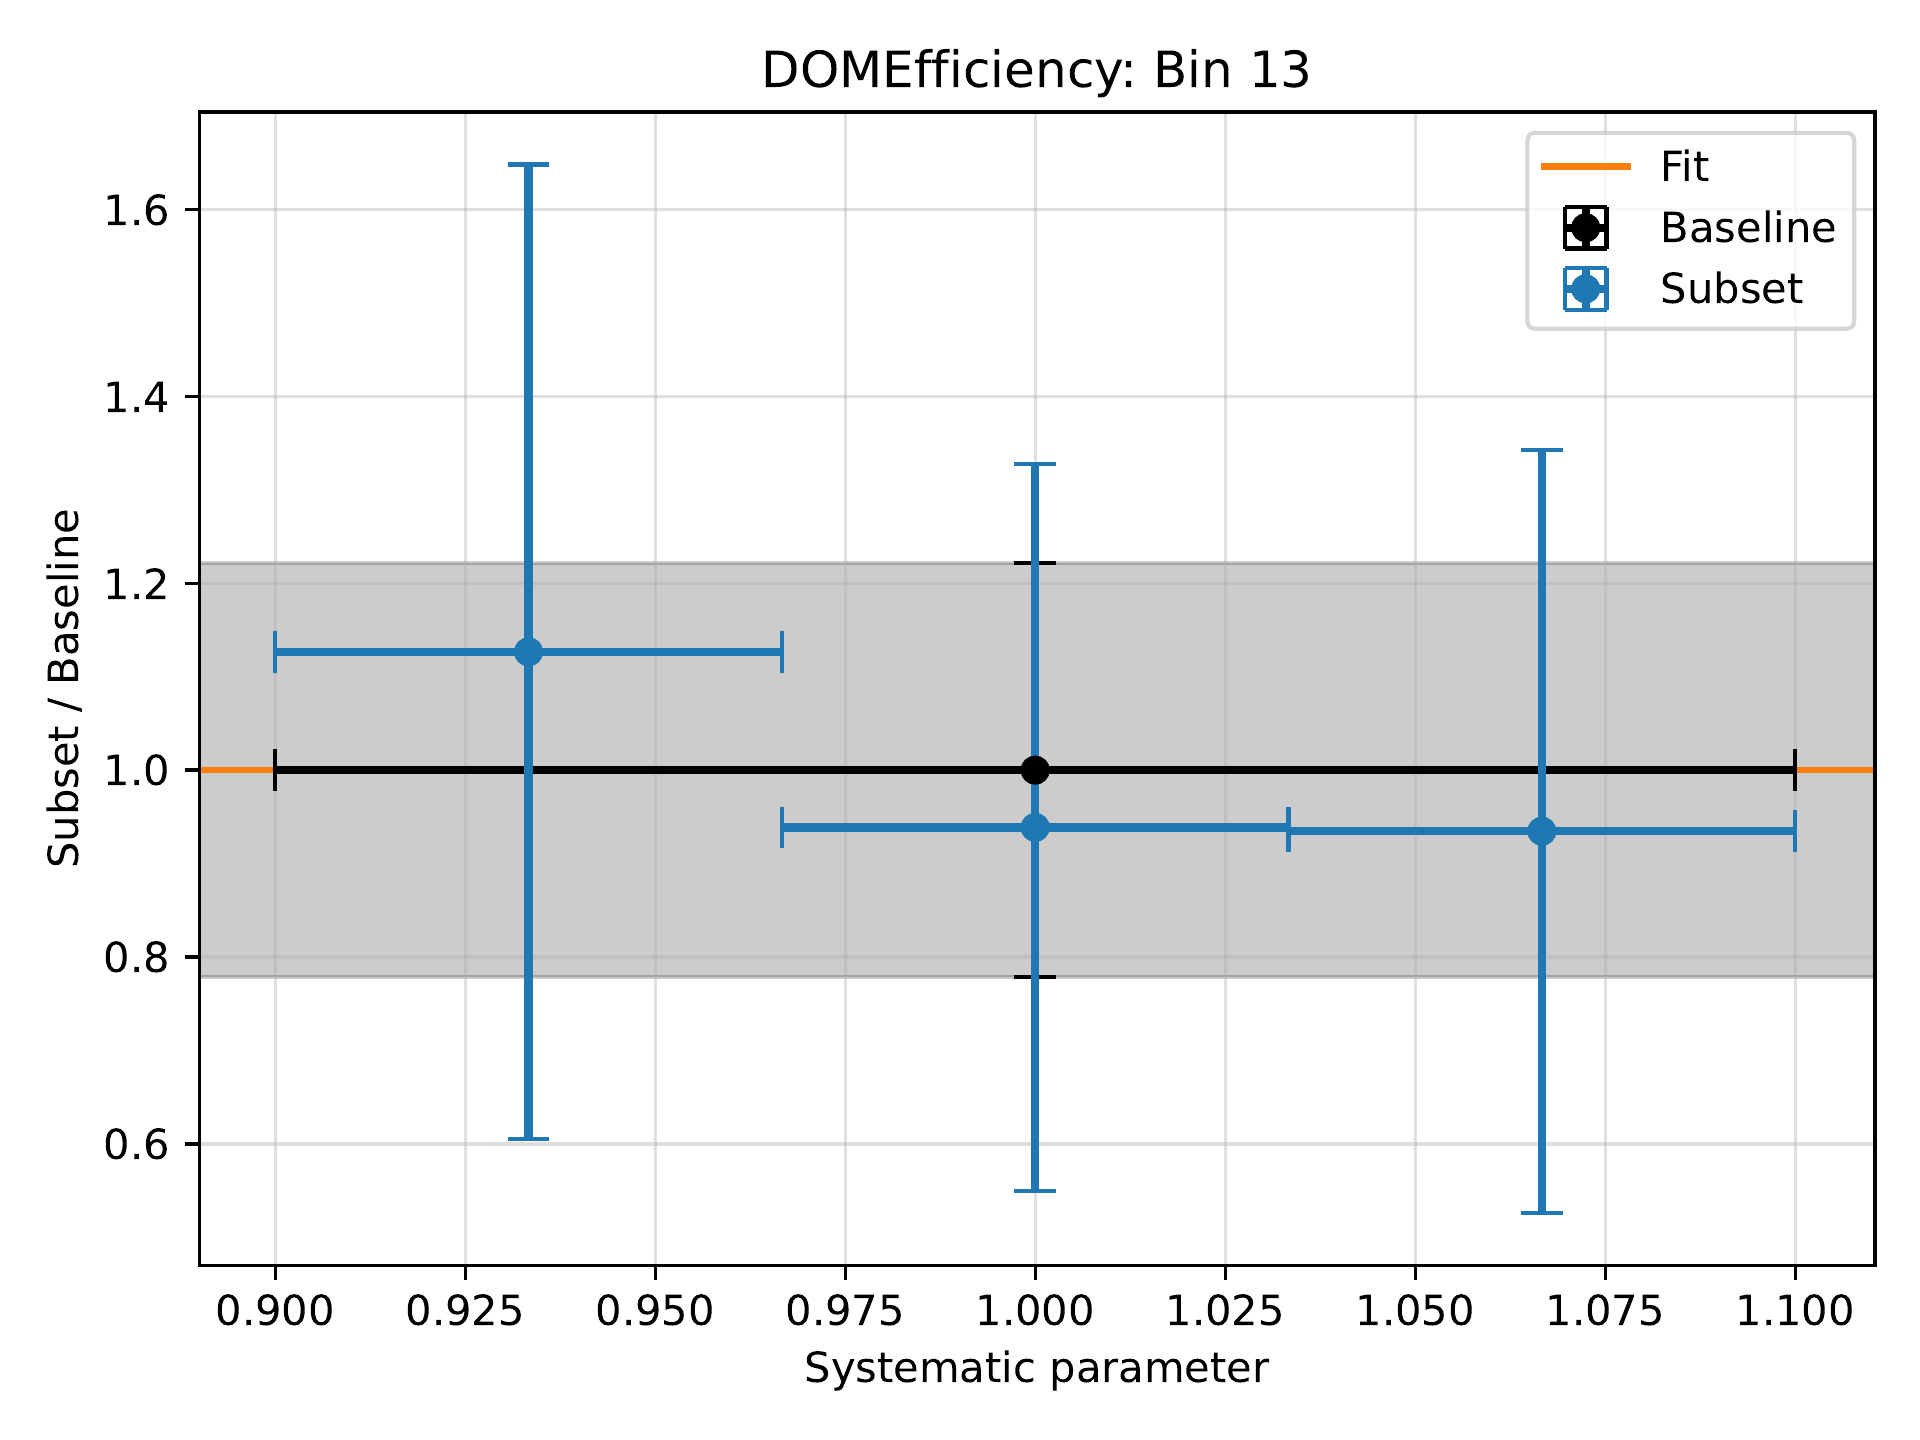 DOMEfficiency: Bin 13
Fit
Baseline
Subset
Subset / Baseline
1.6
1.4
1.2
1.0
0.8
0.6
0.900 0.925 0.950 0.975 1.000 1.025 1.050 1.075 1.100
Systematic parameter